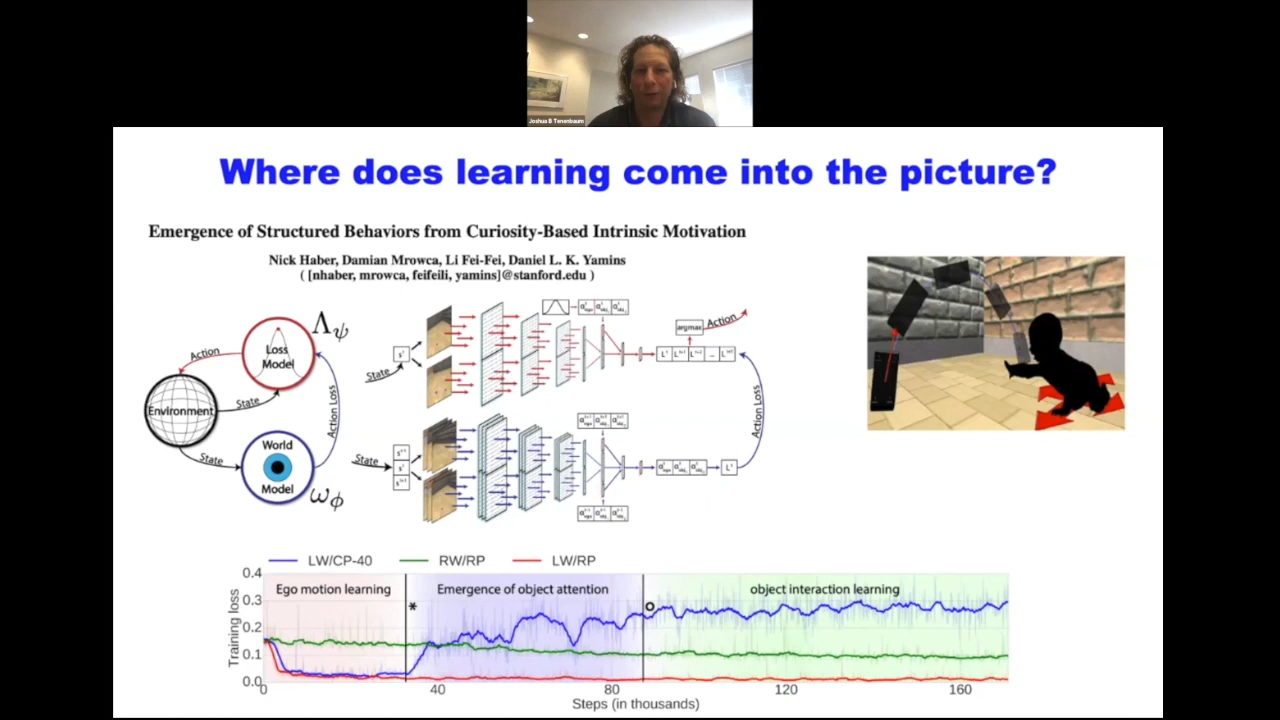 Joshua B Tenenbaum
Where does learning come into the picture?
Emergence of Structured Behaviors from Curiosity-Based Intrinsic Motivation
Nick Haber, Damian Mrowca, Li Fei-Fei, Daniel L. K. Yamins
( [nhaber, mrowca, feifeili, yamins]@stanford.edu )
Λψ
Loss
Model
Action
State
Environment
State
Action Loss
World
Model
ωϕ
State
argmax
Action
State
Action Loss
LW/CP-40 RW/RP LW/RP
Training loss
0.4
0.3
0.2
0.1
0.0
Ego motion learning
*
Emergence of object attention
object interaction learning
0 40 80 120 160
Steps (in thousands)